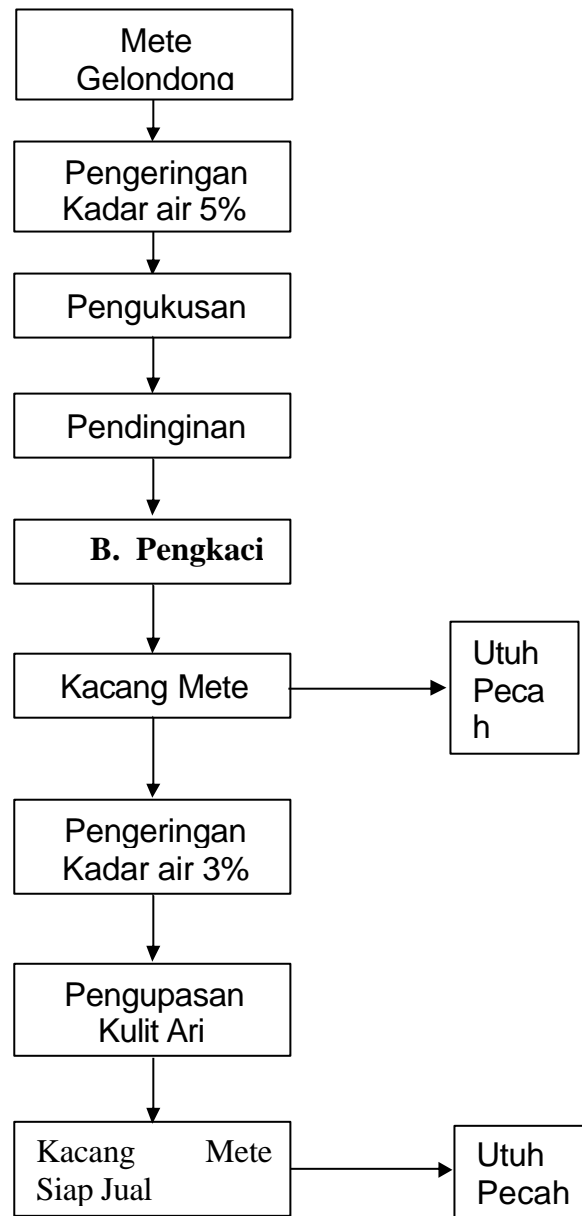 Mete
Gelondong
Pengeringan
Kadar air 5%
Pengukusan
Pendinginan
B. Pengkaci
Kacang Mete
Utuh
Peca
h
Pengeringan
Kadar air 3%
Pengupasan
Kulit Ari
Kacang Mete
Siap Jual
Utuh
Pecah